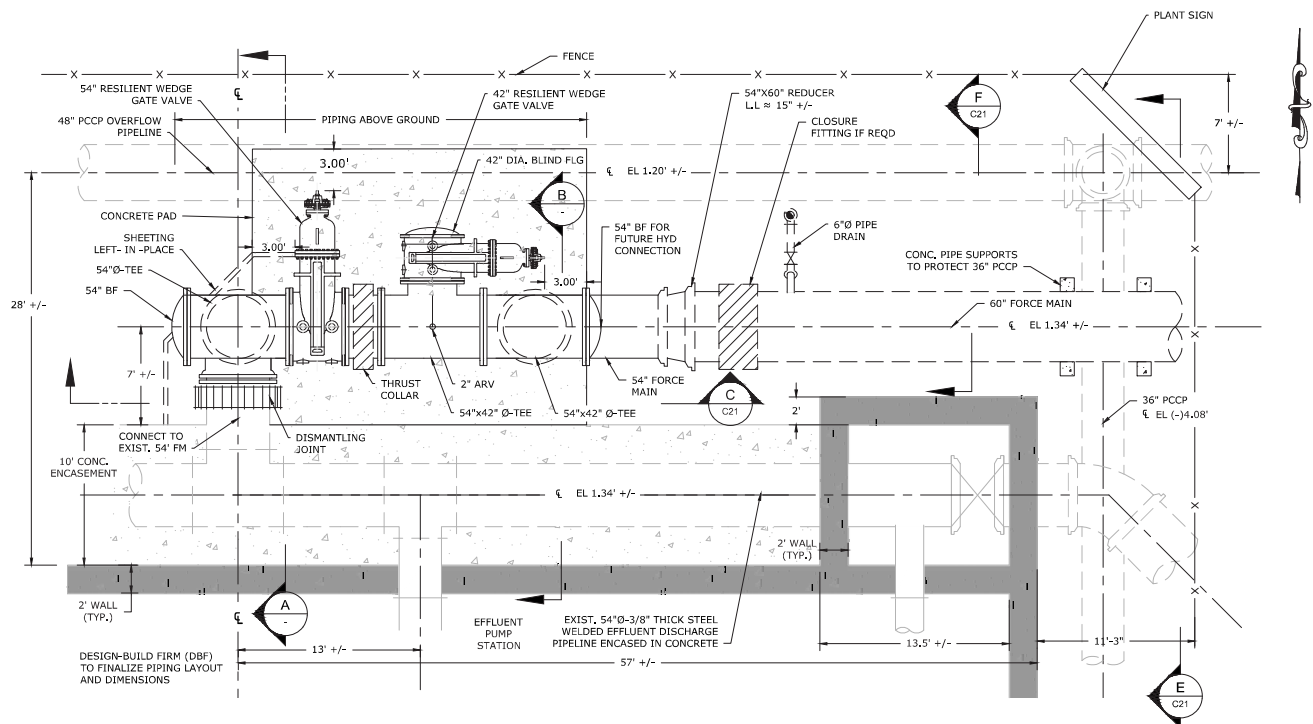 PLANT SIGN
FENCE
54" RESILIENT WEDGE
GATE VALVE
42" RESILIENT WEDGE
GATE VALVE
54"X60" REDUCER
L.L ≈ 15" +/-
F
C21
7' +/-
48" PCCP OVERFLOW
PIPELINE
PIPING ABOVE GROUND
CLOSURE
FITTING IF REQD
3.00'
42" DIA. BLIND FLG
℄ EL 1.20' +/-
B
-
CONCRETE PAD
54" BF FOR
FUTURE HYD
CONNECTION
6"Ø PIPE
DRAIN
SHEETING
LEFT- IN -PLACE
3.00'
CONC. PIPE SUPPORTS
TO PROTECT 36" PCCP
54"Ø-TEE
3.00'
54" BF
28' +/-
60" FORCE MAIN
℄ EL 1.34' +/-
7' +/-
THRUST
COLLAR
2" ARV
54" FORCE
MAIN
C
C21
54"x42" Ø-TEE
54"x42" Ø-TEE
2'
36" PCCP
℄ EL (-)4.08'
CONNECT TO
EXIST. 54' FM
DISMANTLING
JOINT
10' CONC.
ENCASEMENT
℄ EL 1.34' +/-
2' WALL
(TYP.)
2' WALL
(TYP.)
℄
℄
A
-
EFFLUENT
PUMP
STATION
EXIST. 54"Ø-3/8" THICK STEEL
WELDED EFFLUENT DISCHARGE
PIPELINE ENCASED IN CONCRETE
13' +/-
13.5' +/-
11'-3"
57' +/-
DESIGN-BUILD FIRM (DBF)
TO FINALIZE PIPING LAYOUT
AND DIMENSIONS
E
C21